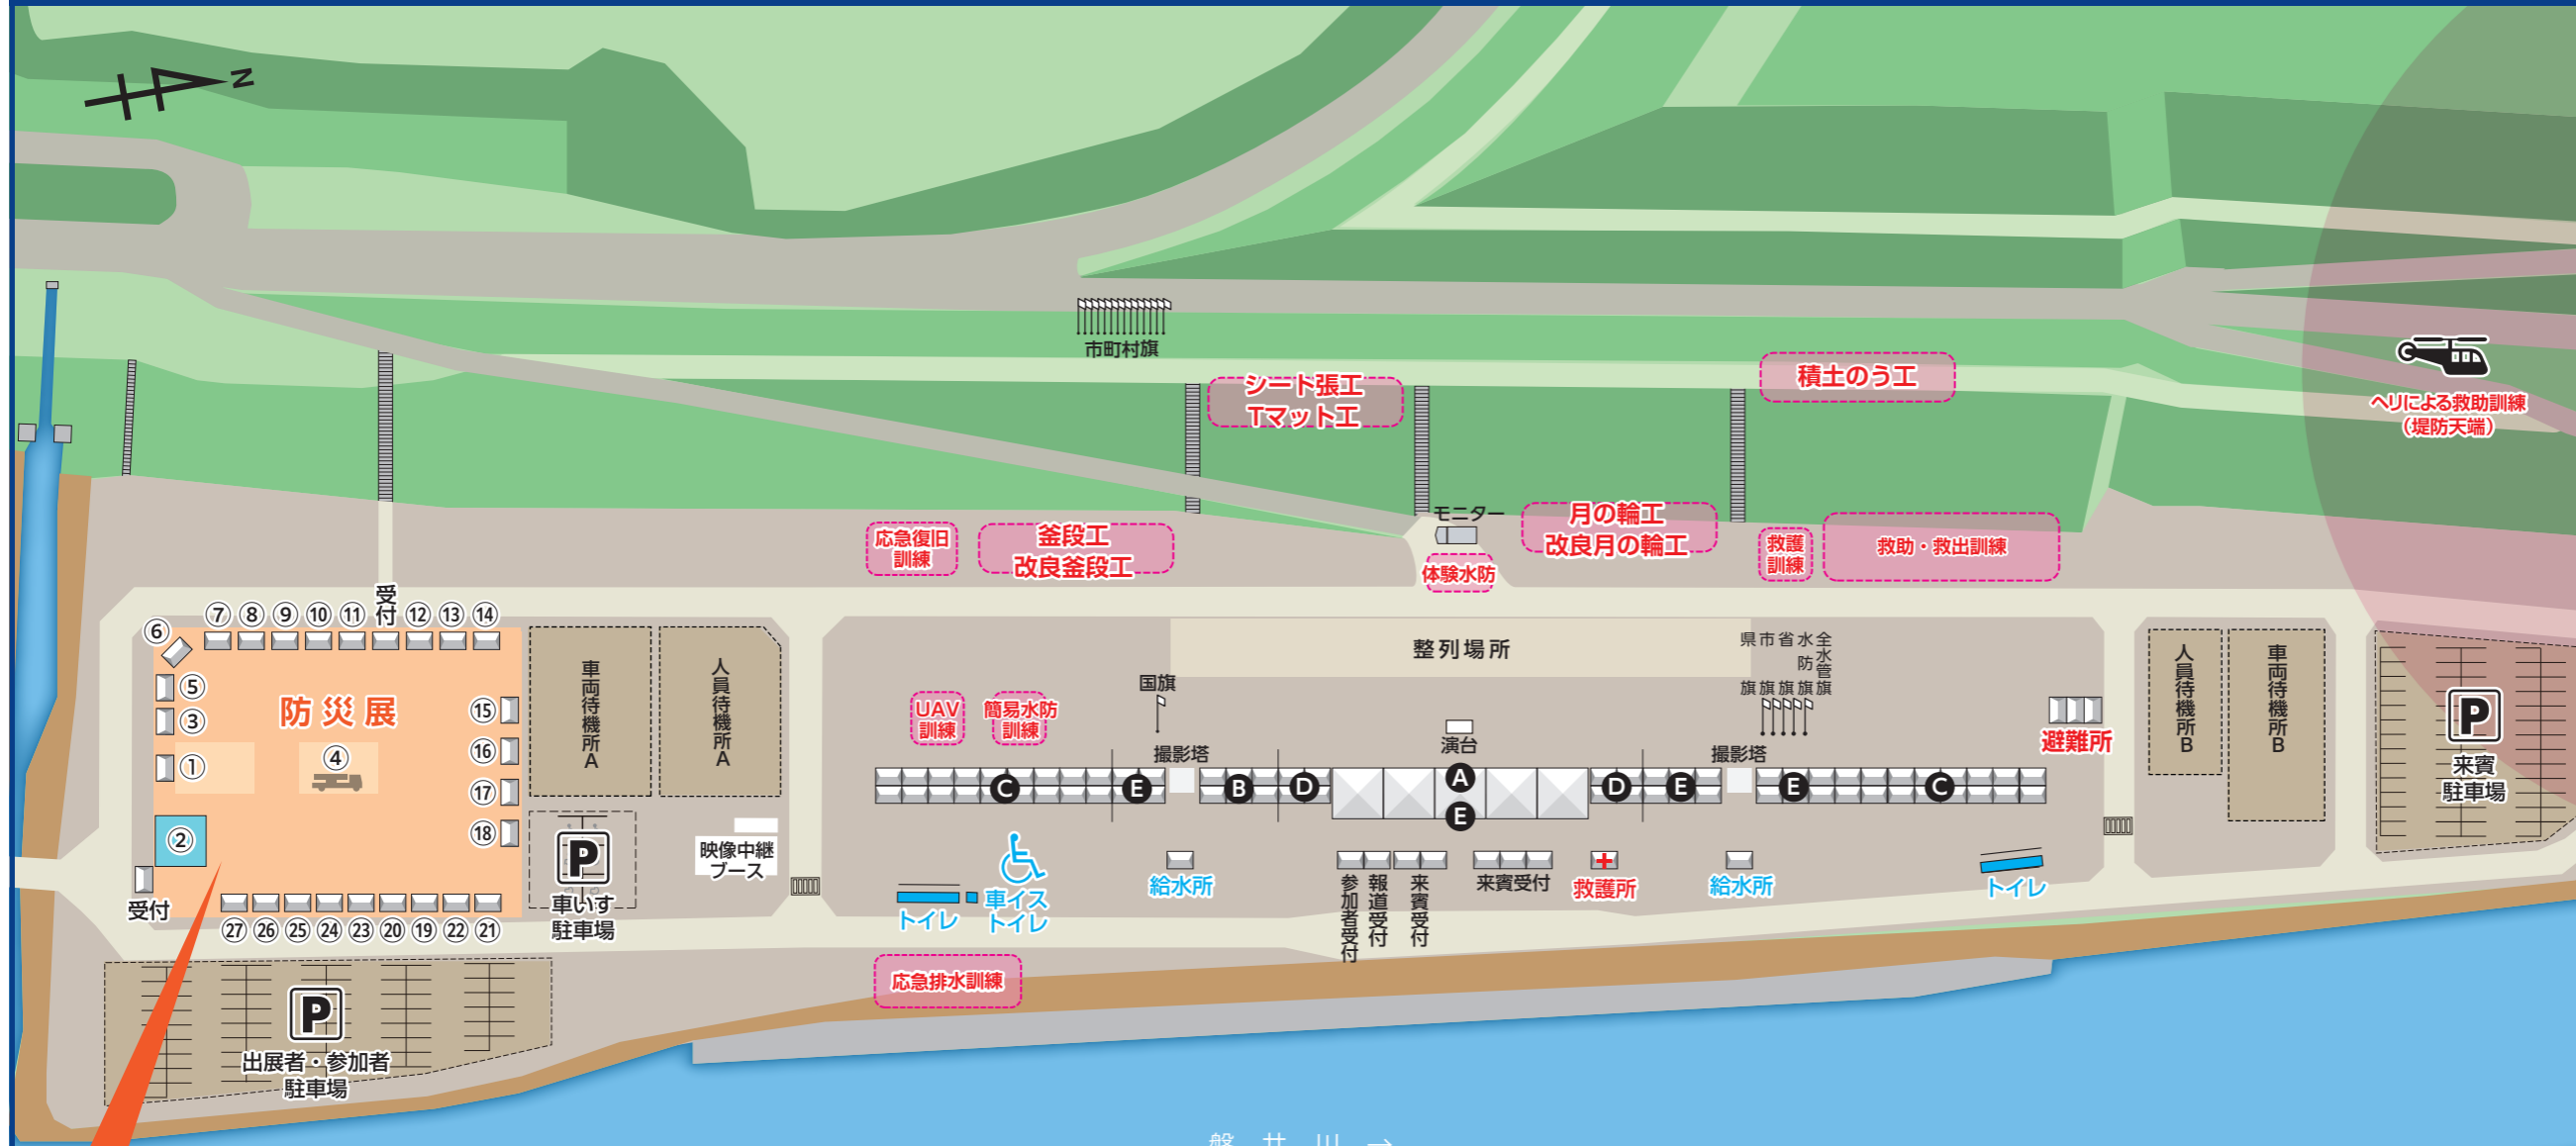 N
市町村旗
シート張工
Tマット工
積土のう工
ヘリによる救助訓練
（堤防天端）
モニター
応急復旧
訓練
釜段工
改良釜段工
体験水防
月の輪工
改良月の輪工
救護
訓練
救助・救出訓練
受付
⑦ ⑧ ⑨ ⑩ ⑪ ⑫ ⑬ ⑭
⑥
⑤
③
①
②
④
防災展
⑮
⑯
⑰
⑱
車両待機所A
人員待機所A
整列場所
国旗
県旗
市旗
省旗
水防旗
全水管旗
UAV
訓練
簡易水防
訓練
撮影塔
演台
撮影塔
避難所
人員待機所B
車両待機所B
P
来賓
駐車場
C E B D A D E E C
E
受付
㉗ ㉖ ㉕ ㉔ ㉓ ⑳ ⑲ ㉒ ㉑
P
車いす
駐車場
映像中継
ブース
トイレ
車イス
トイレ
給水所
参加者受付
報道受付
来賓受付
来賓受付
救護所
給水所
トイレ
応急排水訓練
P
出展者・参加者
駐車場
磐井川→